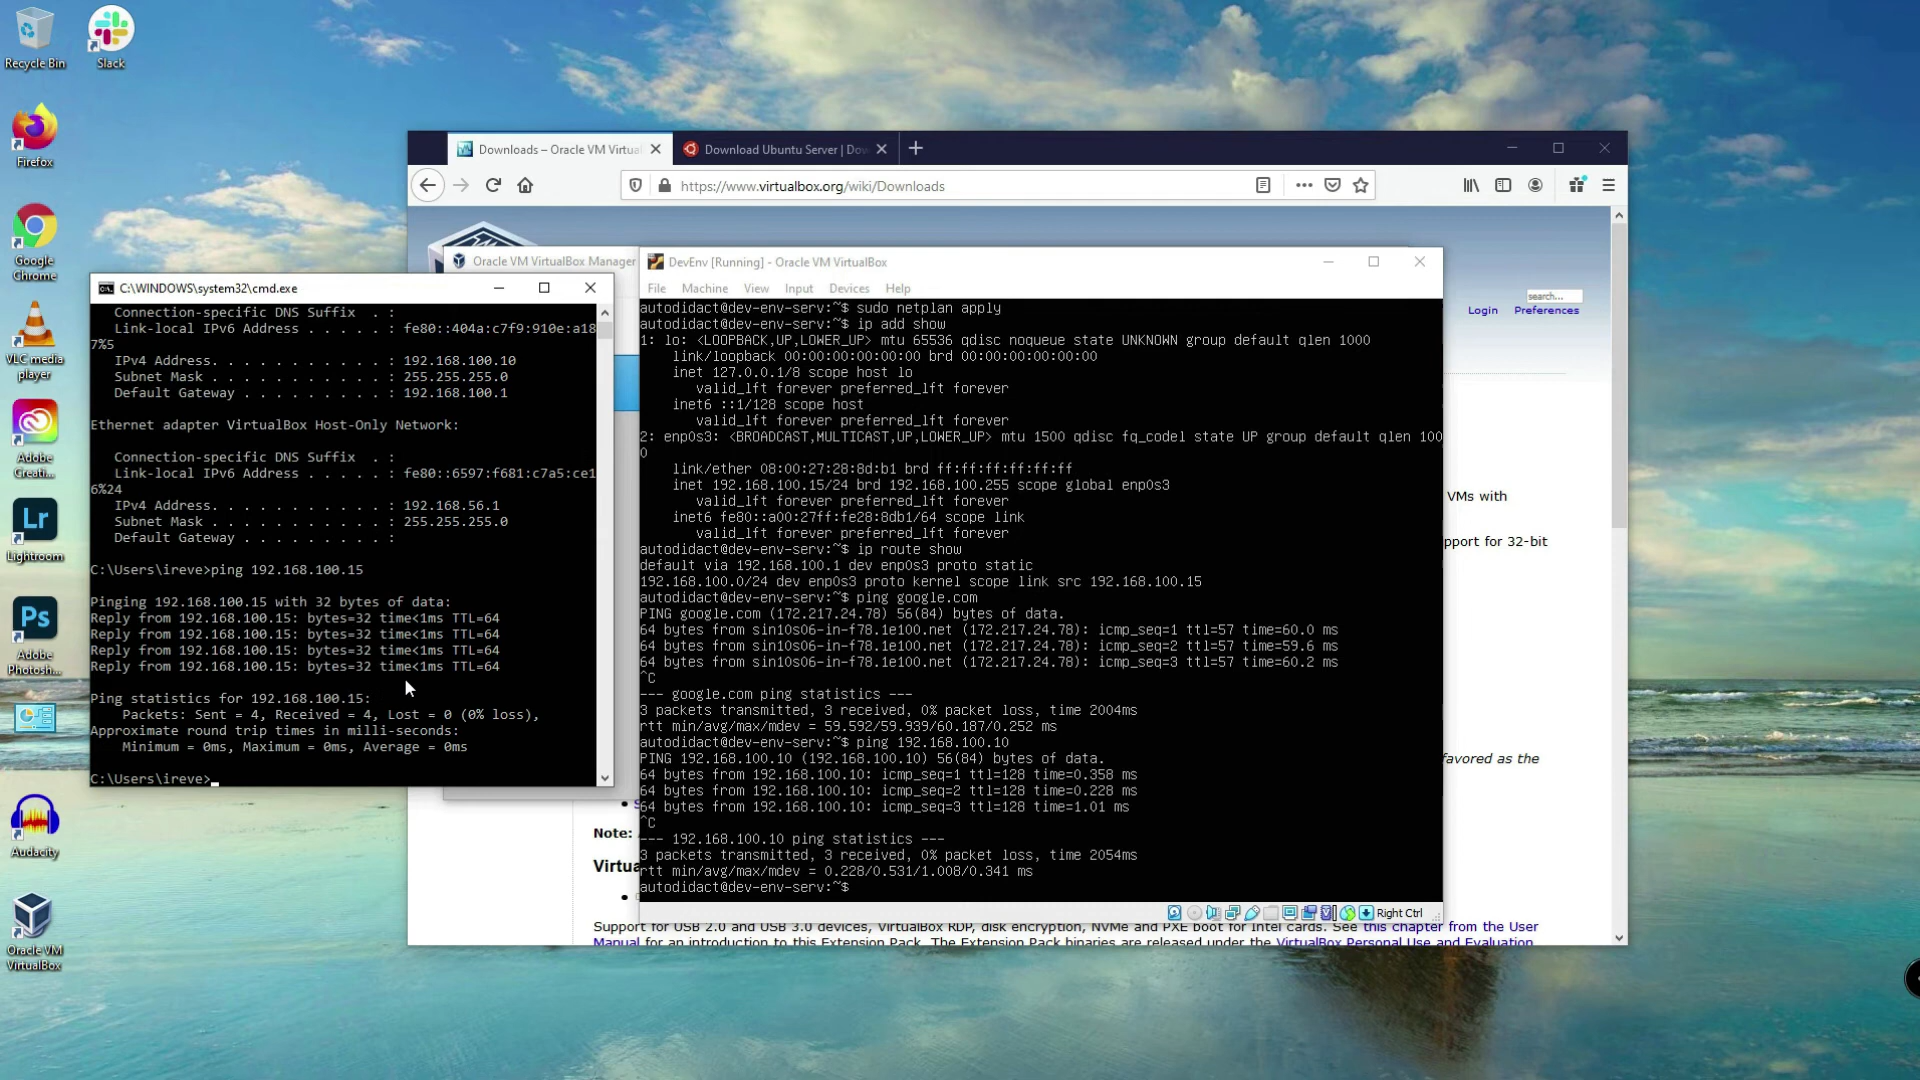 Recycle Bin
Slack
Firefox
Google
Chrome
VLC media
player
Adobe
Creati...
Lr
Lightroom
Ps
Adobe
Photosh...
Audacity
Oracle VM
VirtualBox
Downloads – Oracle VM Virtua
Download Ubuntu Server | Dow
https://www.virtualbox.org/wiki/Downloads
search...
Login Preferences
VMs with
pport for 32-bit
favored as the
Note:
Virtua
Support for USB 2.0 and USB 3.0 devices, VirtualBox RDP, disk encryption, NVMe and PXE boot for Intel cards. See this chapter from the User
Manual for an introduction to this Extension Pack. The Extension Pack binaries are released under the VirtualBox Personal Use and Evaluation
Oracle VM VirtualBox Manager
C:\WINDOWS\system32\cmd.exe
Connection-specific DNS Suffix . :
Link-local IPv6 Address . . . . . : fe80::404a:c7f9:910e:a18
7%5
IPv4 Address. . . . . . . . . . . : 192.168.100.10
Subnet Mask . . . . . . . . . . . : 255.255.255.0
Default Gateway . . . . . . . . . : 192.168.100.1
Ethernet adapter VirtualBox Host-Only Network:
Connection-specific DNS Suffix . :
Link-local IPv6 Address . . . . . : fe80::6597:f681:c7a5:ce1
6%24
IPv4 Address. . . . . . . . . . . : 192.168.56.1
Subnet Mask . . . . . . . . . . . : 255.255.255.0
Default Gateway . . . . . . . . . :
C:\Users\ireve>ping 192.168.100.15
Pinging 192.168.100.15 with 32 bytes of data:
Reply from 192.168.100.15: bytes=32 time<1ms TTL=64
Reply from 192.168.100.15: bytes=32 time<1ms TTL=64
Reply from 192.168.100.15: bytes=32 time<1ms TTL=64
Reply from 192.168.100.15: bytes=32 time<1ms TTL=64
Ping statistics for 192.168.100.15:
Packets: Sent = 4, Received = 4, Lost = 0 (0% loss),
Approximate round trip times in milli-seconds:
Minimum = 0ms, Maximum = 0ms, Average = 0ms
C:\Users\ireve>_
DevEnv [Running] - Oracle VM VirtualBox
File Machine View Input Devices Help
autodidact@dev-env-serv:~$ sudo netplan apply
autodidact@dev-env-serv:~$ ip add show
1: lo: <LOOPBACK,UP,LOWER_UP> mtu 65536 qdisc noqueue state UNKNOWN group default qlen 1000
link/loopback 00:00:00:00:00:00 brd 00:00:00:00:00:00
inet 127.0.0.1/8 scope host lo
valid_lft forever preferred_lft forever
inet6 ::1/128 scope host
valid_lft forever preferred_lft forever
2: enp0s3: <BROADCAST,MULTICAST,UP,LOWER_UP> mtu 1500 qdisc fq_codel state UP group default qlen 100
0
link/ether 08:00:27:28:8d:b1 brd ff:ff:ff:ff:ff:ff
inet 192.168.100.15/24 brd 192.168.100.255 scope global enp0s3
valid_lft forever preferred_lft forever
inet6 fe80::a00:27ff:fe28:8db1/64 scope link
valid_lft forever preferred_lft forever
autodidact@dev-env-serv:~$ ip route show
default via 192.168.100.1 dev enp0s3 proto static
192.168.100.0/24 dev enp0s3 proto kernel scope link src 192.168.100.15
autodidact@dev-env-serv:~$ ping google.com
PING google.com (172.217.24.78) 56(84) bytes of data.
64 bytes from sin10s06-in-f78.1e100.net (172.217.24.78): icmp_seq=1 ttl=57 time=60.0 ms
64 bytes from sin10s06-in-f78.1e100.net (172.217.24.78): icmp_seq=2 ttl=57 time=59.6 ms
64 bytes from sin10s06-in-f78.1e100.net (172.217.24.78): icmp_seq=3 ttl=57 time=60.2 ms
^C
--- google.com ping statistics ---
3 packets transmitted, 3 received, 0% packet loss, time 2004ms
rtt min/avg/max/mdev = 59.592/59.939/60.187/0.252 ms
autodidact@dev-env-serv:~$ ping 192.168.100.10
PING 192.168.100.10 (192.168.100.10) 56(84) bytes of data.
64 bytes from 192.168.100.10: icmp_seq=1 ttl=128 time=0.358 ms
64 bytes from 192.168.100.10: icmp_seq=2 ttl=128 time=0.228 ms
64 bytes from 192.168.100.10: icmp_seq=3 ttl=128 time=1.01 ms
^C
--- 192.168.100.10 ping statistics ---
3 packets transmitted, 3 received, 0% packet loss, time 2054ms
rtt min/avg/max/mdev = 0.228/0.531/1.008/0.341 ms
autodidact@dev-env-serv:~$
Right Ctrl